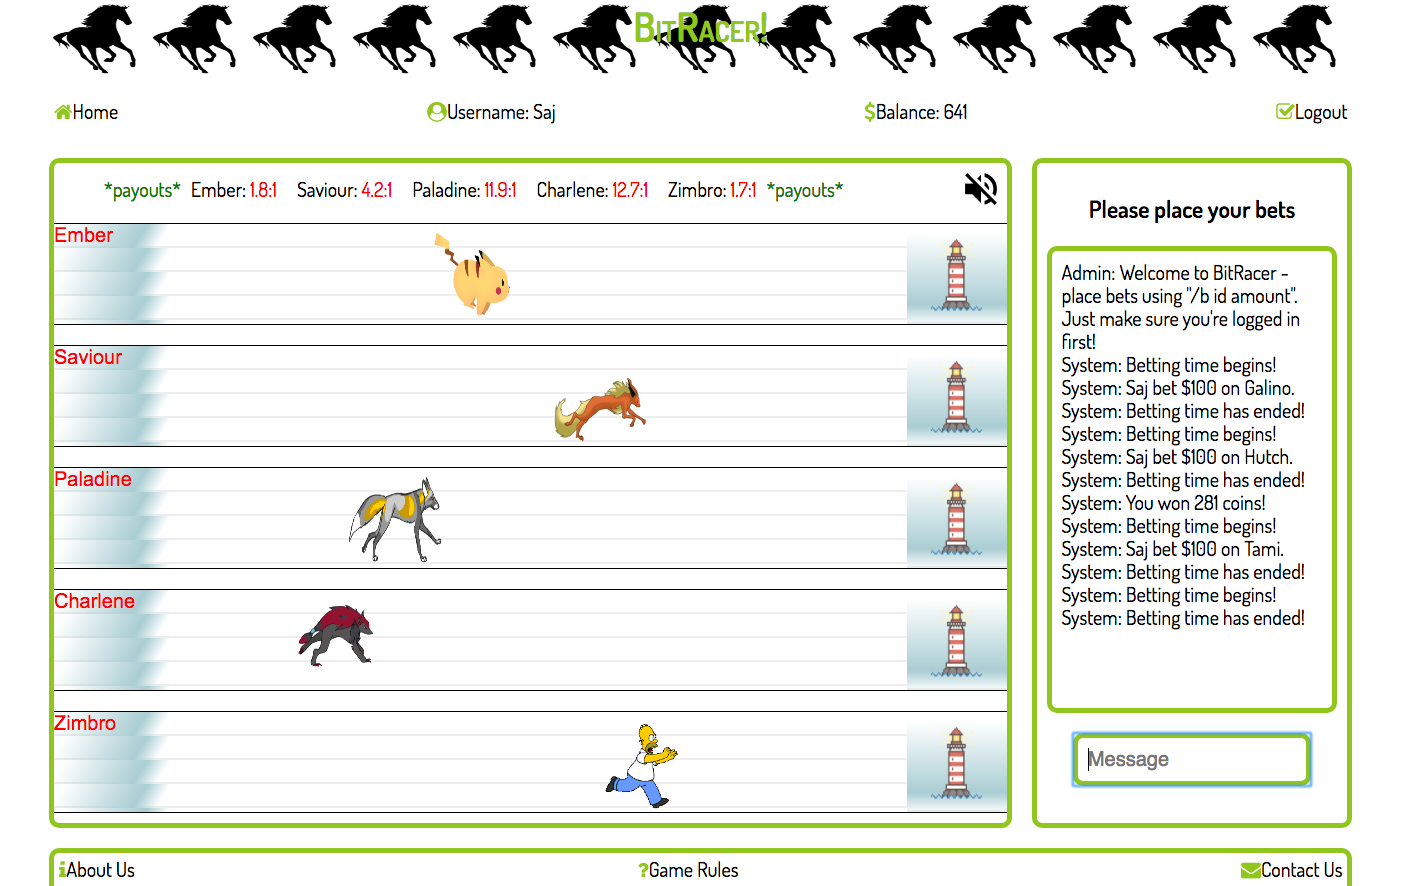 BitRacer!
Home Username: Saj $Balance: 641 Logout
*payouts* Ember: 1.8:1 Saviour: 4.2:1 Paladine: 11.9:1 Charlene: 12.7:1 Zimbro: 1.7:1 *payouts*
Ember
Saviour
Paladine
Charlene
Zimbro
Please place your bets
Admin: Welcome to BitRacer -
place bets using "/b id amount".
Just make sure you're logged in
first!
System: Betting time begins!
System: Saj bet $100 on Galino.
System: Betting time has ended!
System: Betting time begins!
System: Saj bet $100 on Hutch.
System: Betting time has ended!
System: You won 281 coins!
System: Betting time begins!
System: Saj bet $100 on Tami.
System: Betting time has ended!
System: Betting time begins!
System: Betting time has ended!
Message
iAbout Us ?Game Rules Contact Us